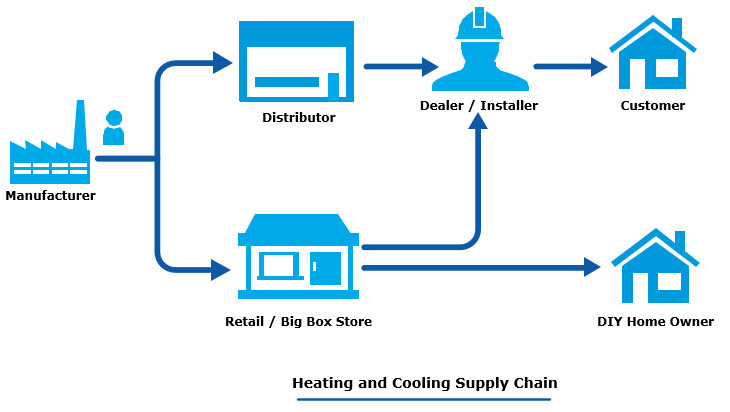 Distributor
Dealer / Installer
Customer
Manufacturer
Retail / Big Box Store
DIY Home Owner
Heating and Cooling Supply Chain